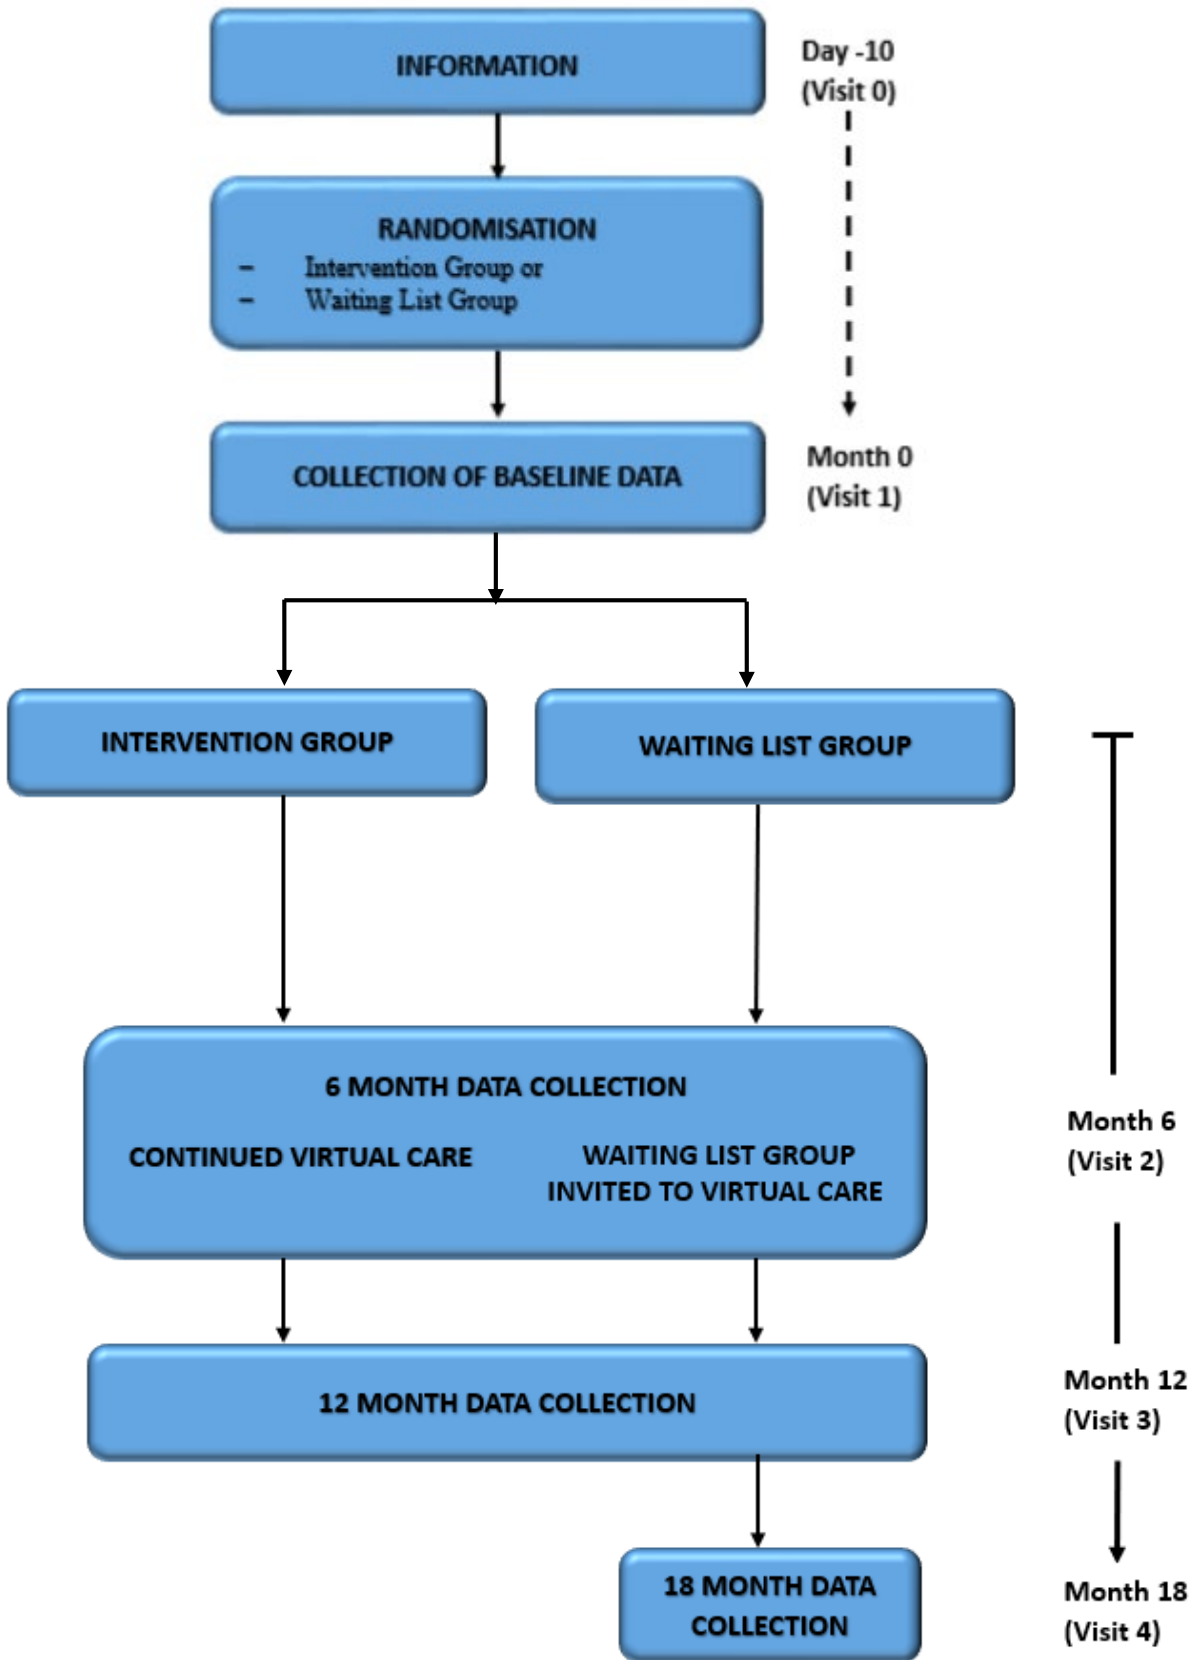 INFORMATION
Day -10
(Visit 0)
RANDOMISATION
– Intervention Group or
– Waiting List Group
COLLECTION OF BASELINE DATA
Month 0
(Visit 1)
INTERVENTION GROUP
WAITING LIST GROUP
6 MONTH DATA COLLECTION
CONTINUED VIRTUAL CARE
WAITING LIST GROUP
INVITED TO VIRTUAL CARE
Month 6
(Visit 2)
12 MONTH DATA COLLECTION
Month 12
(Visit 3)
18 MONTH DATA
COLLECTION
Month 18
(Visit 4)